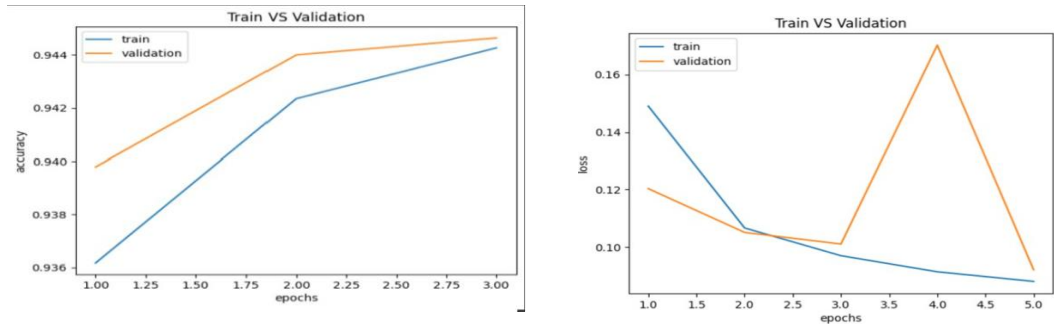 Train VS Validation
train
validation
accuracy
0.944
0.942
0.940
0.938
0.936
1.00 1.25 1.50 1.75 2.00 2.25 2.50 2.75 3.00
epochs
Train VS Validation
train
validation
loss
0.16
0.14
0.12
0.10
1.0 1.5 2.0 2.5 3.0 3.5 4.0 4.5 5.0
epochs